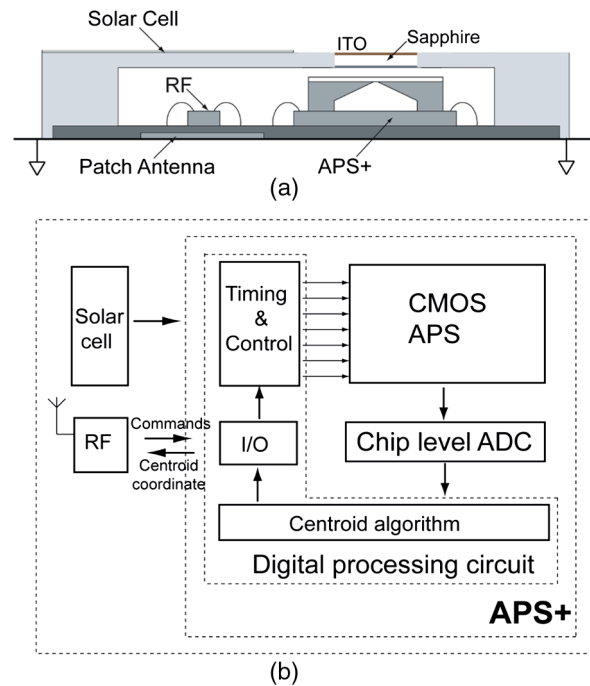 Solar Cell
ITO
Sapphire
RF
Patch Antenna
APS+
(a)
Solar
cell
Timing
&
Control
CMOS
APS
RF
Commands
Centroid
coordinate
I/O
Chip level ADC
Centroid algorithm
Digital processing circuit
APS+
(b)